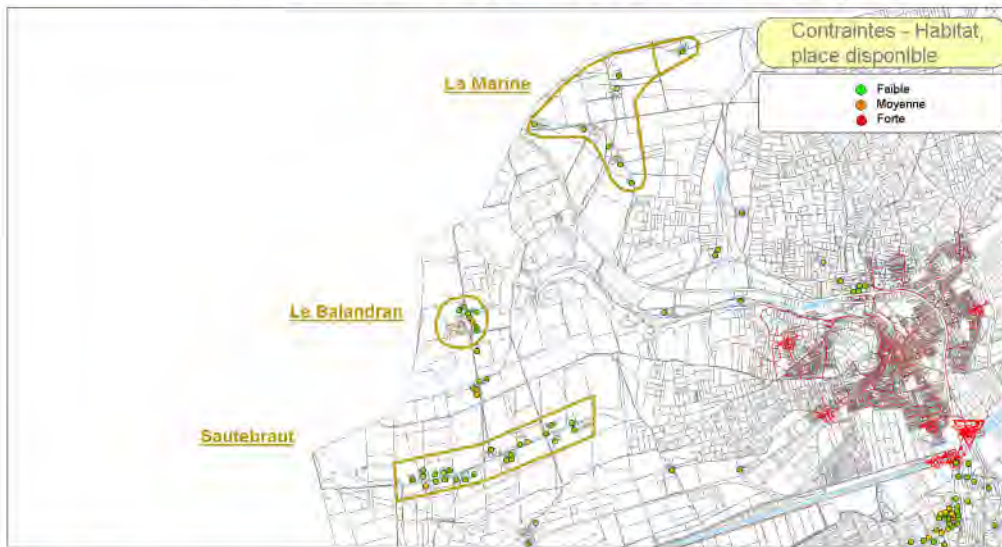 Contraintes - Habitat,
place disponible
Faible
Moyenne
Forte
La Marine
Le Balandran
Sautebraut